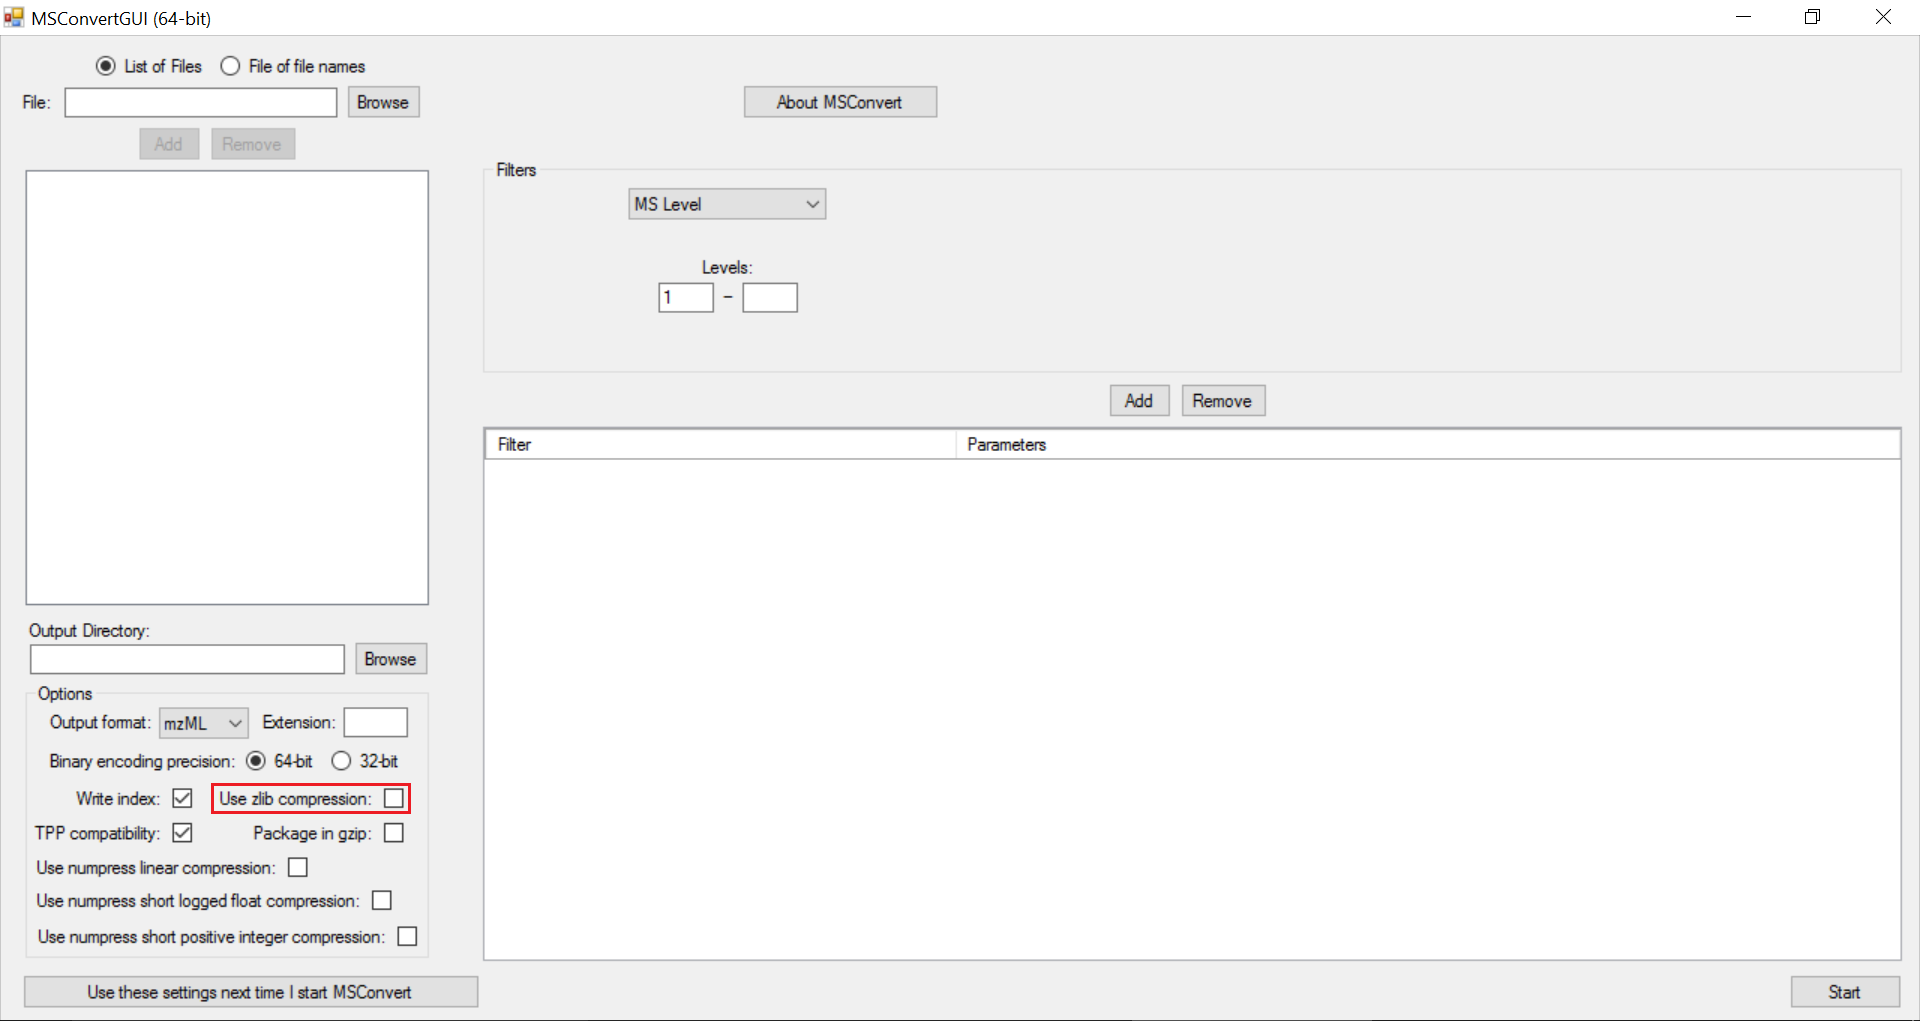 MSConvertGUI (64-bit)
List of Files File of file names
File: Browse
About MSConvert
Add Remove
Filters
MS Level
Levels:
1 –
Add Remove
Filter Parameters
Output Directory:
Browse
Options
Output format: mzML Extension:
Binary encoding precision: 64-bit 32-bit
Write index: Use zlib compression:
TPP compatibility: Package in gzip:
Use numpress linear compression:
Use numpress short logged float compression:
Use numpress short positive integer compression:
Use these settings next time I start MSConvert
Start